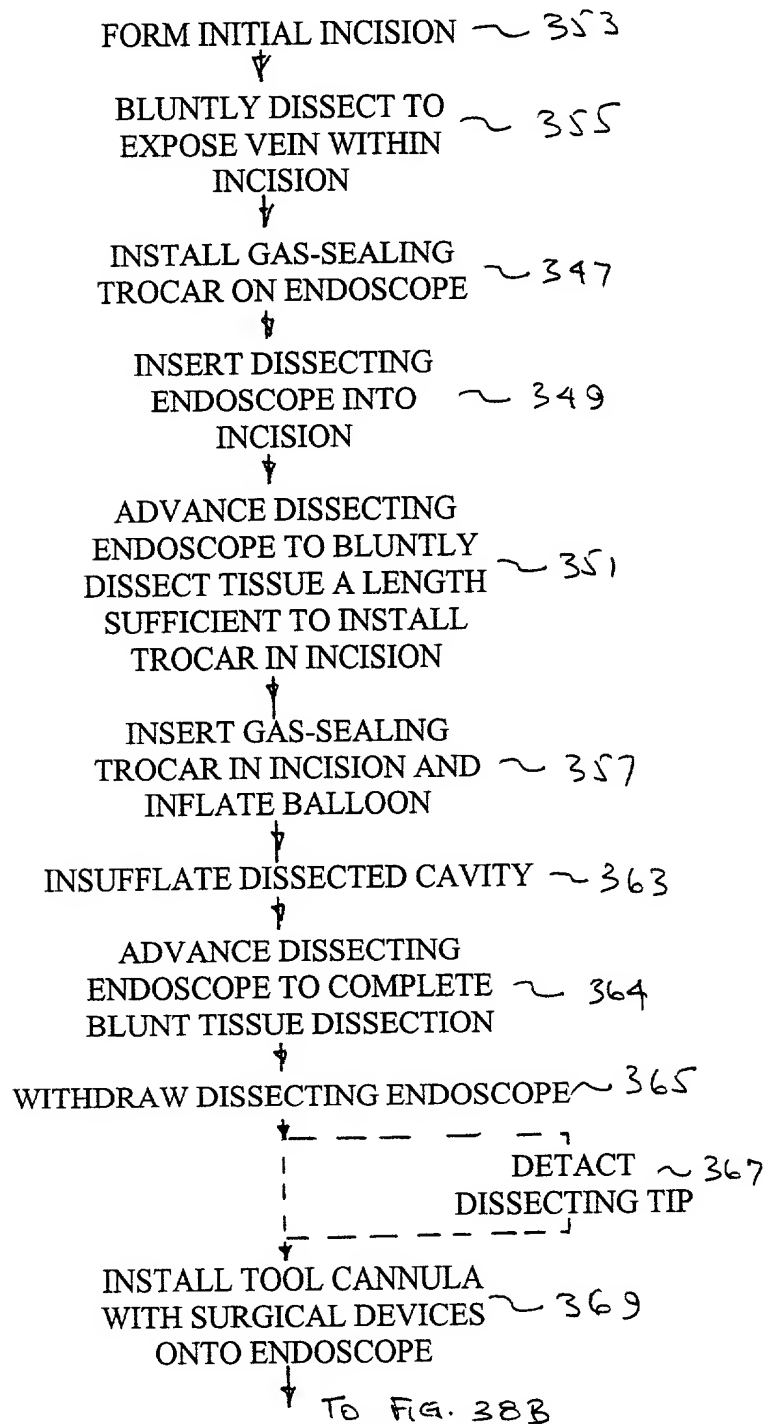 FORM INITIAL INCISION ~ 353
BLUNTLY DISSECT TO
EXPOSE VEIN WITHIN ~ 355
INCISION
INSTALL GAS-SEALING
TROCAR ON ENDOSCOPE ~ 347
INSERT DISSECTING
ENDOSCOPE INTO ~ 349
INCISION
ADVANCE DISSECTING
ENDOSCOPE TO BLUNTLY
DISSECT TISSUE A LENGTH ~ 351
SUFFICIENT TO INSTALL
TROCAR IN INCISION
INSERT GAS-SEALING
TROCAR IN INCISION AND ~ 357
INFLATE BALLOON
INSUFFLATE DISSECTED CAVITY ~ 363
ADVANCE DISSECTING
ENDOSCOPE TO COMPLETE ~ 364
BLUNT TISSUE DISSECTION
WITHDRAW DISSECTING ENDOSCOPE ~ 365
DETACT ~ 367
DISSECTING TIP
INSTALL TOOL CANNULA
WITH SURGICAL DEVICES ~ 369
ONTO ENDOSCOPE
TO FIG. 38B